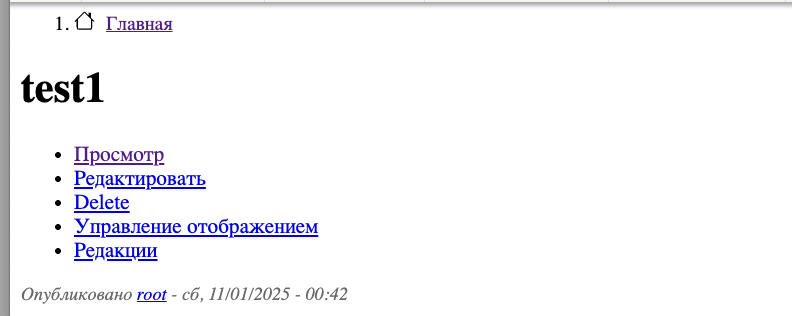 1. Главная
test1
• Просмотр
• Редактировать
• Delete
• Управление отображением
• Редакции
Опубликовано root - сб, 11/01/2025 - 00:42